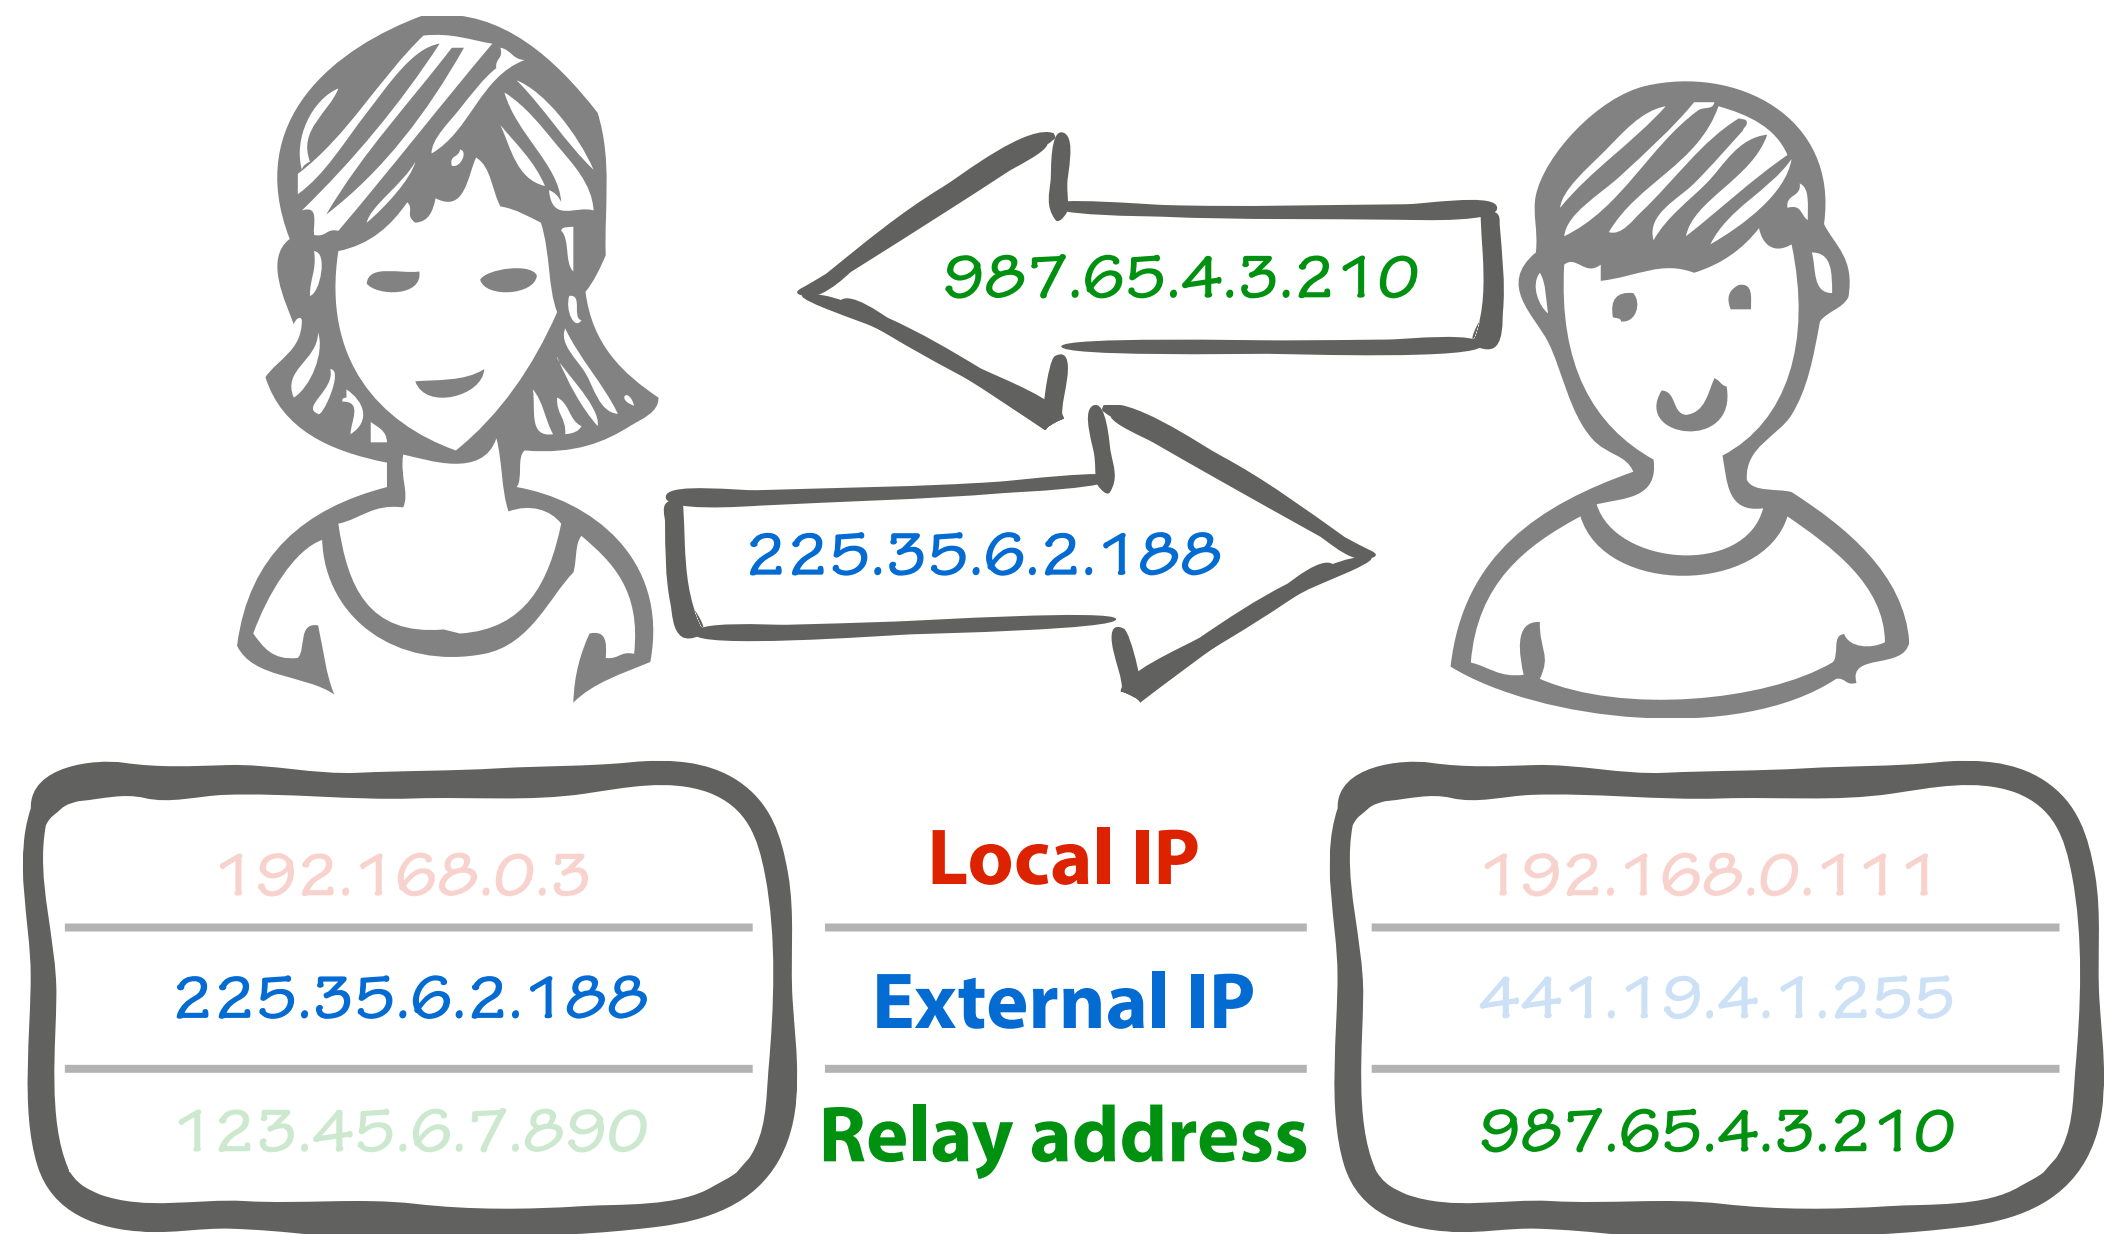 987.65.4.3.210
225.35.6.2.188
192.168.0.3
Local IP
192.168.0.111
225.35.6.2.188
External IP
441.19.4.1.255
123.45.6.7.890
Relay address
987.65.4.3.210